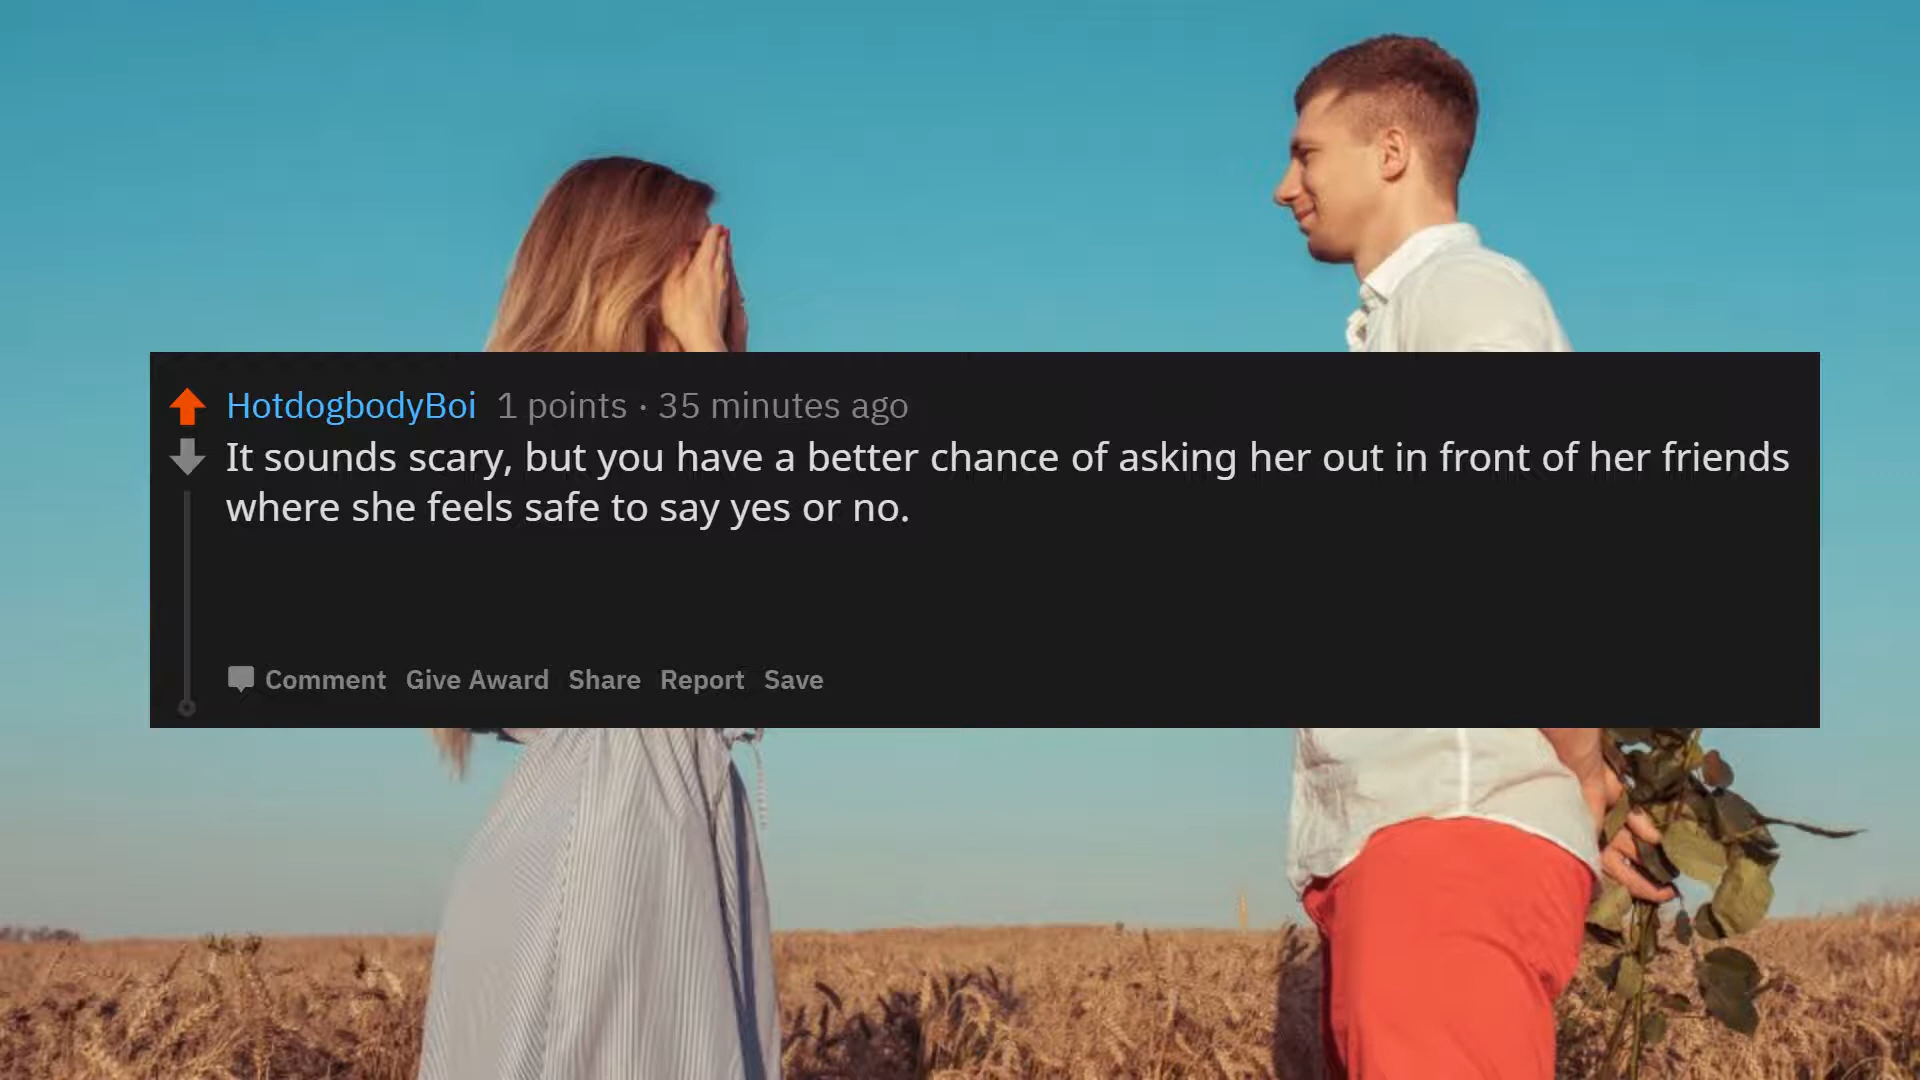 HotdogbodyBoi 1 points · 35 minutes ago
It sounds scary, but you have a better chance of asking her out in front of her friends
where she feels safe to say yes or no.
Comment Give Award Share Report Save